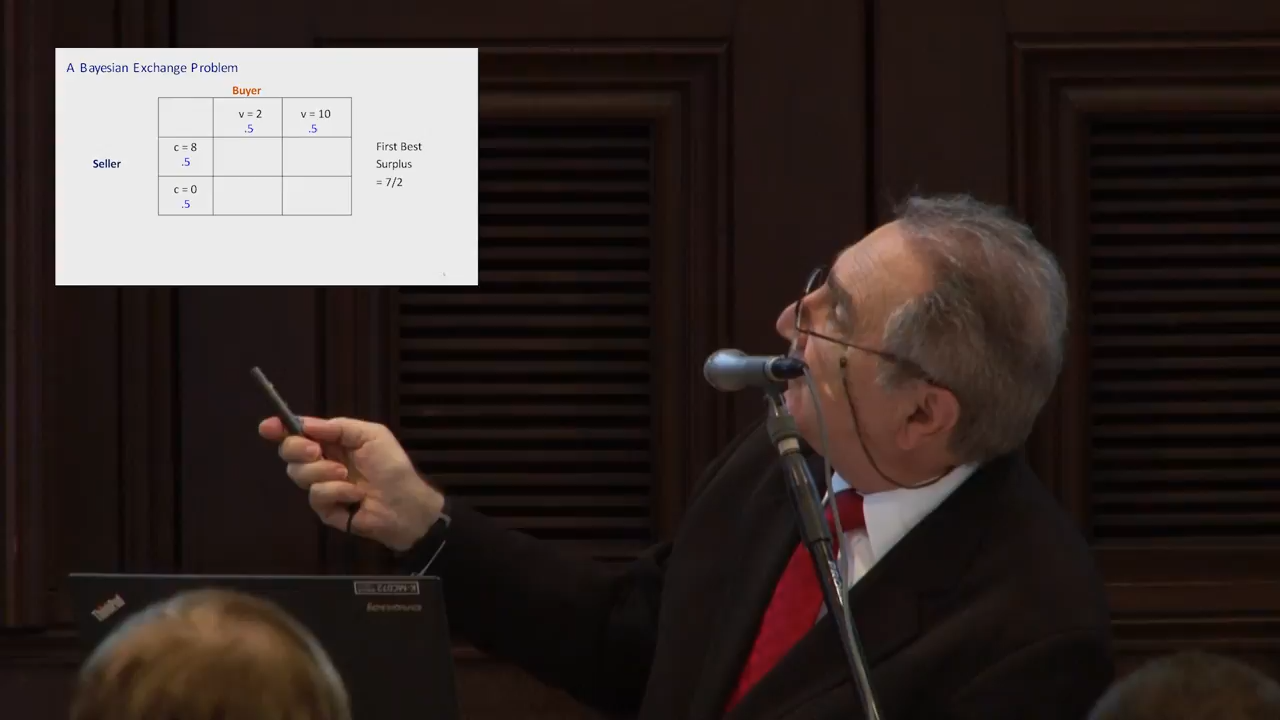 A Bayesian Exchange Problem
Buyer
v = 2
.5
v = 10
.5
Seller
c = 8
.5
c = 0
.5
First Best
Surplus
= 7/2
ThinkPad
lenovo